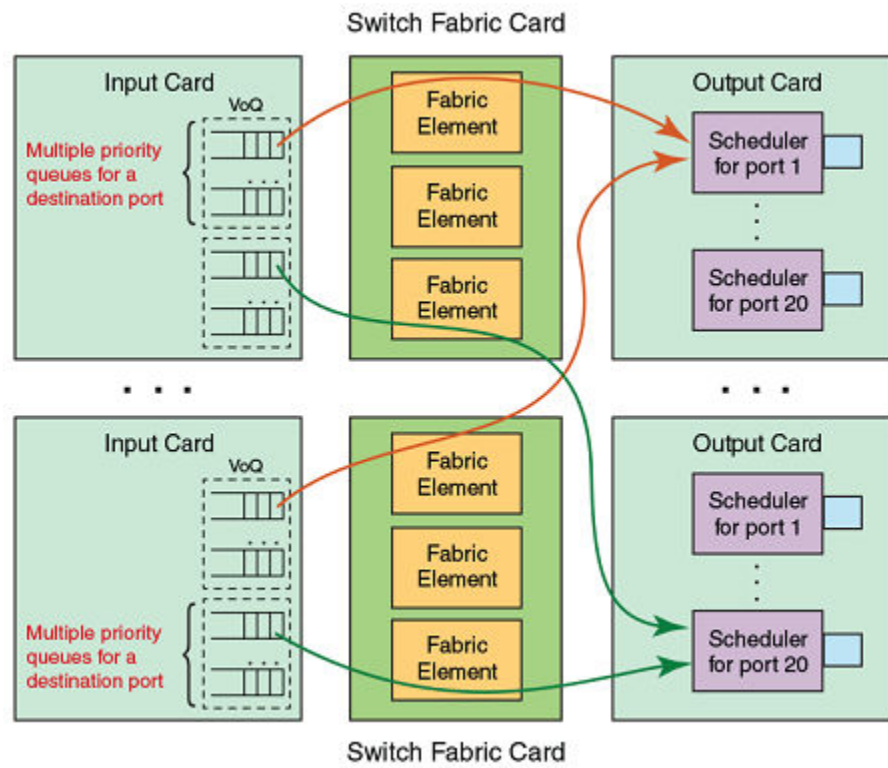 Switch Fabric Card
Input Card
VoQ
Multiple priority
queues for a
destination port
Fabric
Element
Fabric
Element
Fabric
Element
Output Card
Scheduler
for port 1
Scheduler
for port 20
Input Card
VoQ
Multiple priority
queues for a
destination port
Fabric
Element
Fabric
Element
Fabric
Element
Output Card
Scheduler
for port 1
Scheduler
for port 20
Switch Fabric Card